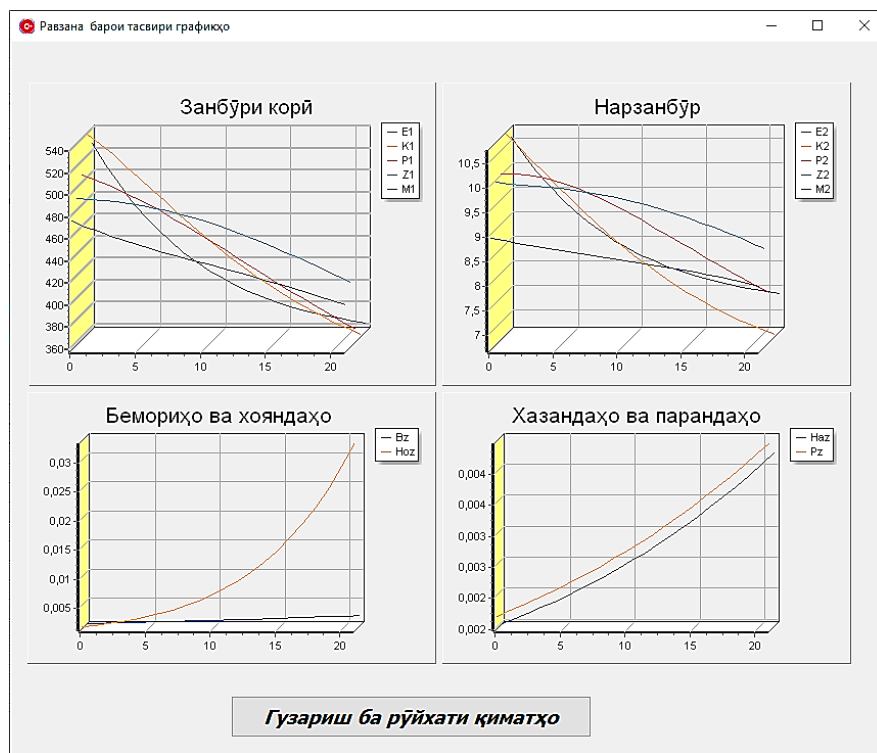 Равзана барои тасвири графикҳо
Занбӯри корӣ
540
520
500
480
460
440
420
400
380
360
0 5 10 15 20
E1
K1
P1
Z1
M1
Нарзанбӯр
10,5
10
9,5
9
8,5
8
7,5
7
0 5 10 15 20
E2
K2
P2
Z2
M2
Бемориҳо ва хояндаҳо
0,03
0,025
0,02
0,015
0,01
0,005
0 5 10 15 20
Bz
Hoz
Хазандаҳо ва парандаҳо
0,004
0,004
0,003
0,003
0,002
0,002
0 5 10 15 20
Haz
Pz
Гузариш ба рӯйхати қиматҳо